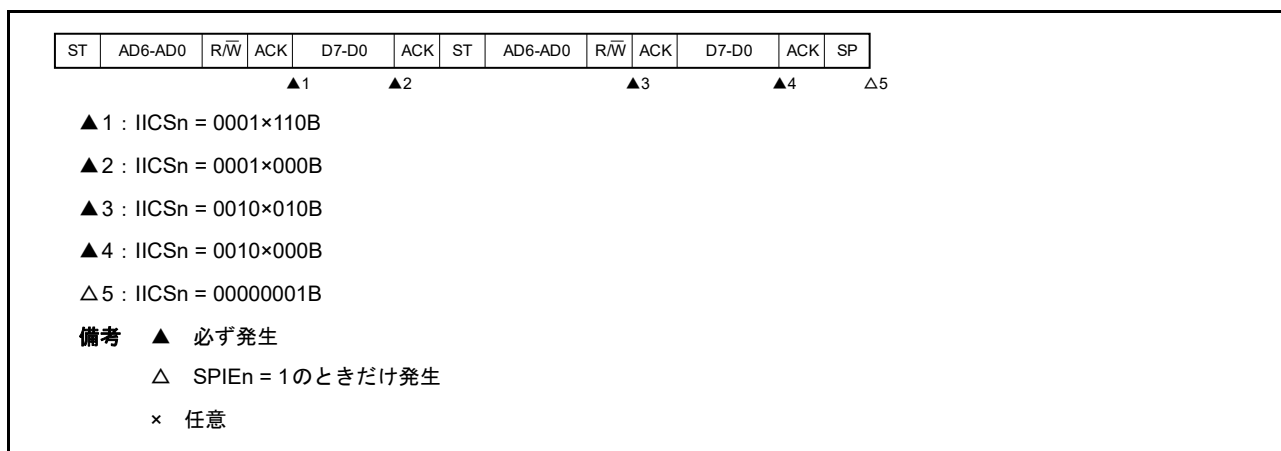 ST AD6-AD0 R/W̅ ACK D7-D0 ACK ST AD6-AD0 R/W̅ ACK D7-D0 ACK SP
▲1 ▲2 ▲3 ▲4 △5
▲1：IICSn = 0001×110B
▲2：IICSn = 0001×000B
▲3：IICSn = 0010×010B
▲4：IICSn = 0010×000B
△5：IICSn = 00000001B
備考 ▲ 必ず発生
△ SPIEn = 1のときだけ発生
× 任意